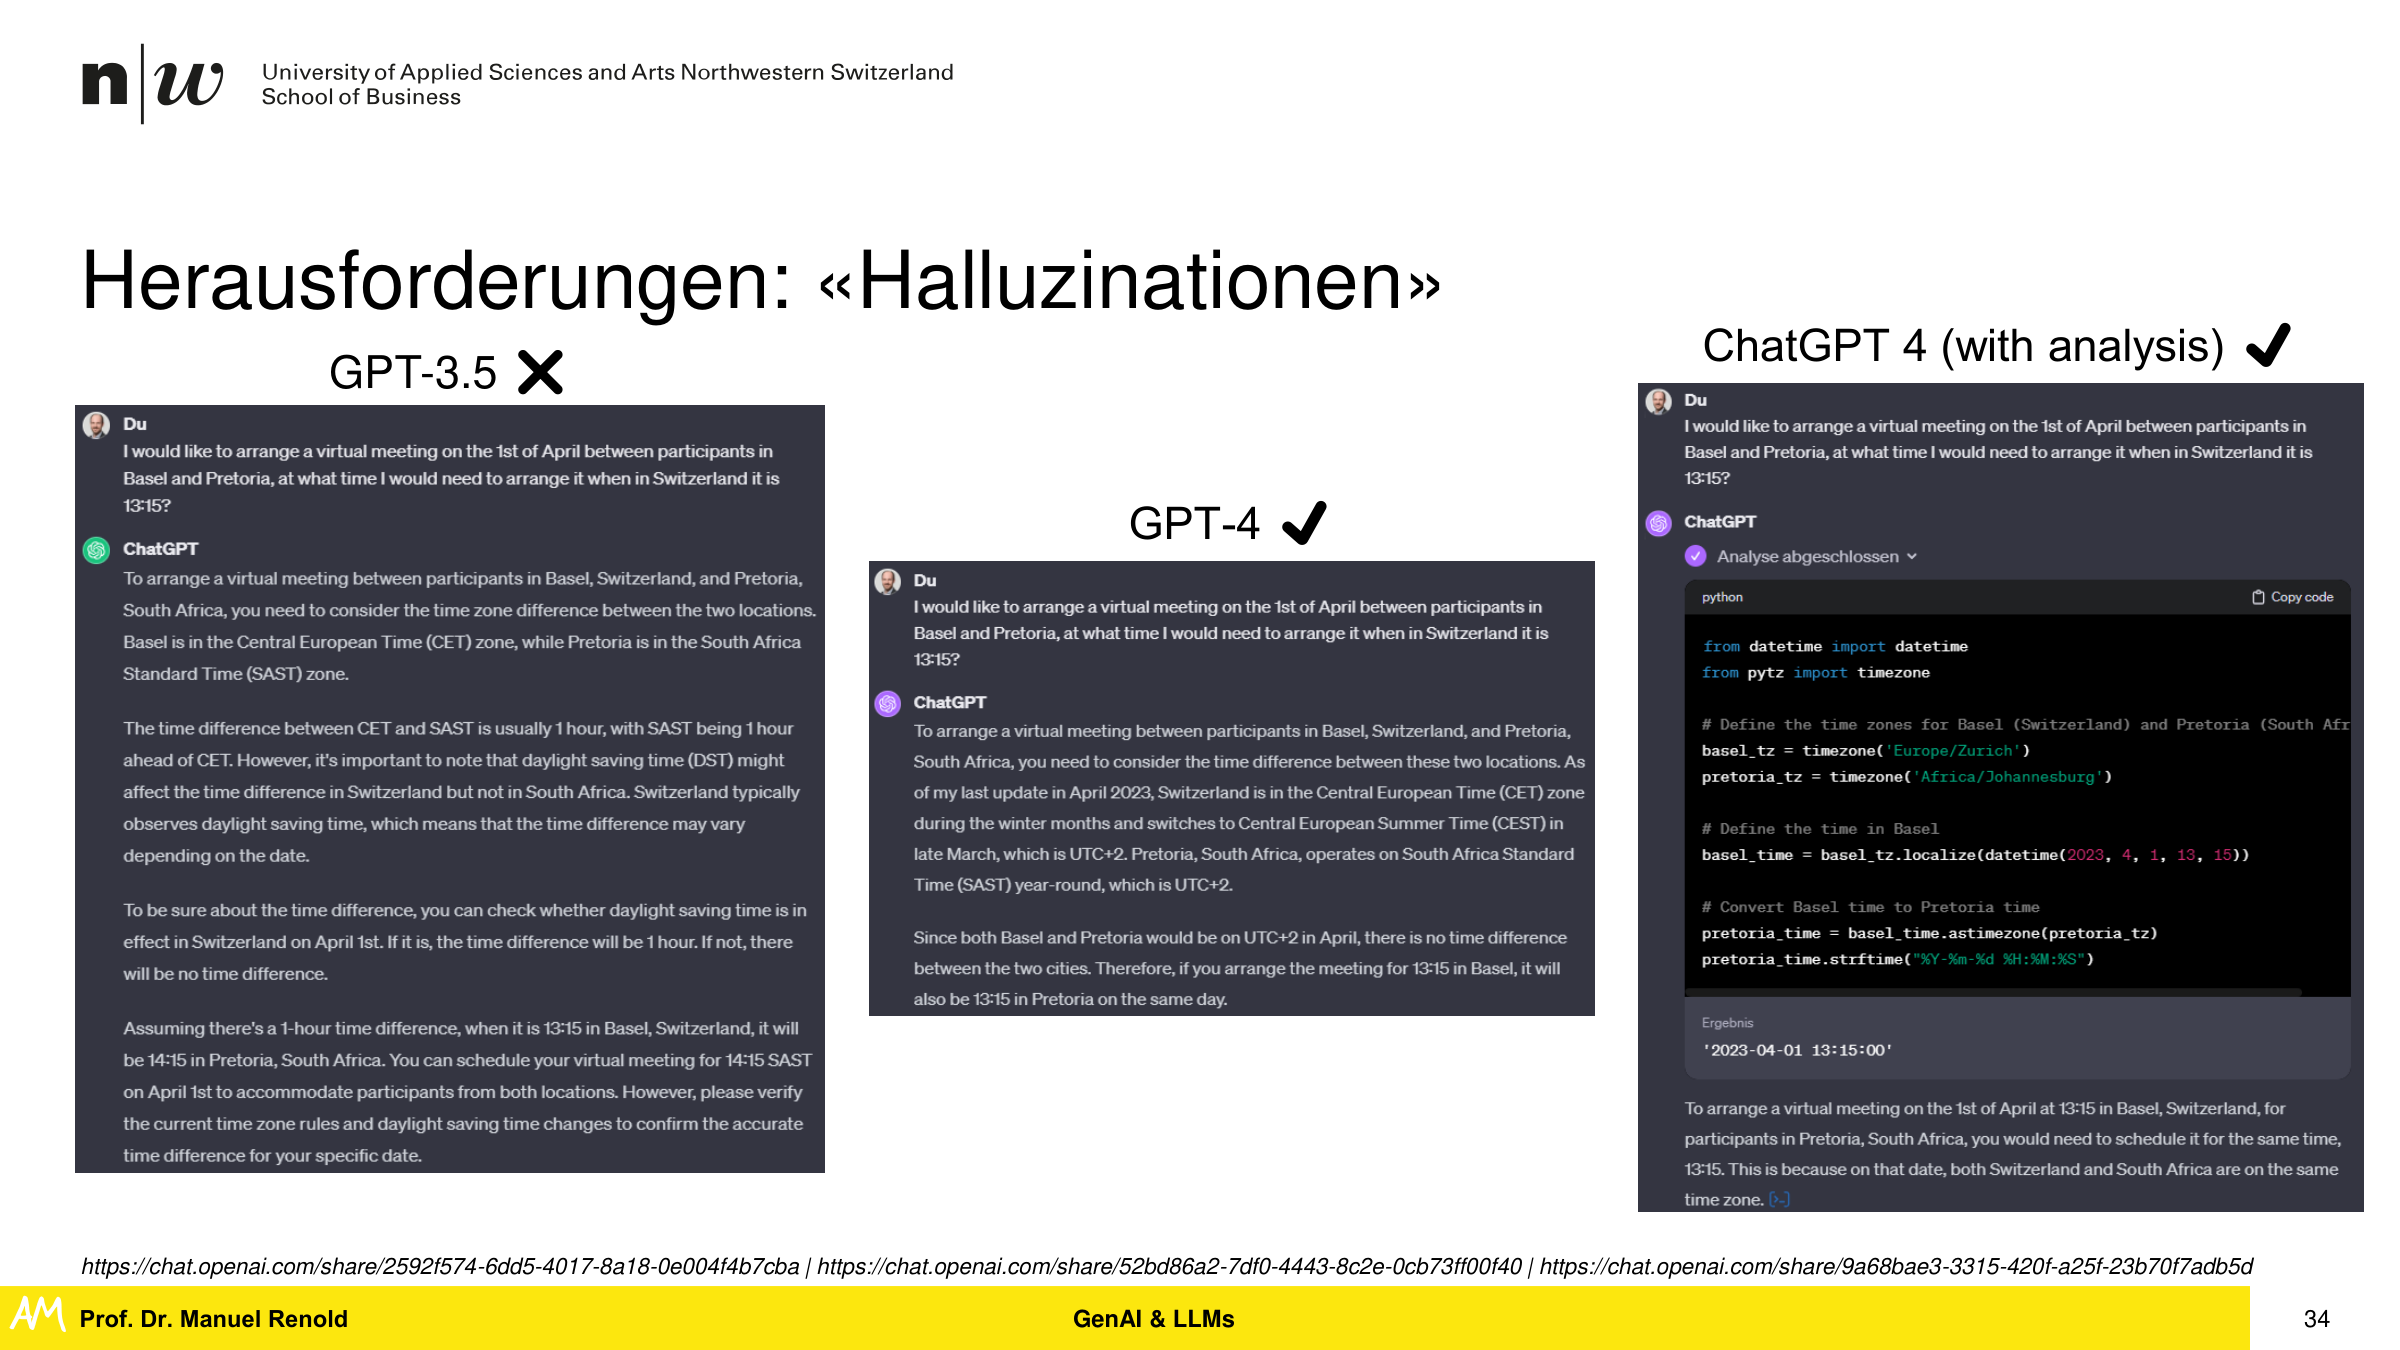 n|w University of Applied Sciences and Arts Northwestern Switzerland
School of Business
Herausforderungen: «Halluzinationen»
GPT-3.5
Du
I would like to arrange a virtual meeting on the 1st of April between participants in
Basel and Pretoria, at what time I would need to arrange it when in Switzerland it is
13:15?
ChatGPT
To arrange a virtual meeting between participants in Basel, Switzerland, and Pretoria,
South Africa, you need to consider the time zone difference between the two locations.
Basel is in the Central European Time (CET) zone, while Pretoria is in the South Africa
Standard Time (SAST) zone.
The time difference between CET and SAST is usually 1 hour, with SAST being 1 hour
ahead of CET. However, it's important to note that daylight saving time (DST) might
affect the time difference in Switzerland but not in South Africa. Switzerland typically
observes daylight saving time, which means that the time difference may vary
depending on the date.
To be sure about the time difference, you can check whether daylight saving time is in
effect in Switzerland on April 1st. If it is, the time difference will be 1 hour. If not, there
will be no time difference.
Assuming there's a 1-hour time difference, when it is 13:15 in Basel, Switzerland, it will
be 14:15 in Pretoria, South Africa. You can schedule your virtual meeting for 14:15 SAST
on April 1st to accommodate participants from both locations. However, please verify
the current time zone rules and daylight saving time changes to confirm the accurate
time difference for your specific date.
GPT-4
Du
I would like to arrange a virtual meeting on the 1st of April between participants in
Basel and Pretoria, at what time I would need to arrange it when in Switzerland it is
13:15?
ChatGPT
To arrange a virtual meeting between participants in Basel, Switzerland, and Pretoria,
South Africa, you need to consider the time difference between these two locations. As
of my last update in April 2023, Switzerland is in the Central European Time (CET) zone
during the winter months and switches to Central European Summer Time (CEST) in
late March, which is UTC+2. Pretoria, South Africa, operates on South Africa Standard
Time (SAST) year-round, which is UTC+2.
Since both Basel and Pretoria would be on UTC+2 in April, there is no time difference
between the two cities. Therefore, if you arrange the meeting for 13:15 in Basel, it will
also be 13:15 in Pretoria on the same day.
ChatGPT 4 (with analysis)
Du
I would like to arrange a virtual meeting on the 1st of April between participants in
Basel and Pretoria, at what time I would need to arrange it when in Switzerland it is
13:15?
ChatGPT
Analyse abgeschlossen
python Copy code
from datetime import datetime
from pytz import timezone
# Define the time zones for Basel (Switzerland) and Pretoria (South Afr
basel_tz = timezone('Europe/Zurich')
pretoria_tz = timezone('Africa/Johannesburg')
# Define the time in Basel
basel_time = basel_tz.localize(datetime(2023, 4, 1, 13, 15))
# Convert Basel time to Pretoria time
pretoria_time = basel_time.astimezone(pretoria_tz)
pretoria_time.strftime("%Y-%m-%d %H:%M:%S")
Ergebnis
'2023-04-01 13:15:00'
To arrange a virtual meeting on the 1st of April at 13:15 in Basel, Switzerland, for
participants in Pretoria, South Africa, you would need to schedule it for the same time,
13:15. This is because on that date, both Switzerland and South Africa are on the same
time zone. [>_]
https://chat.openai.com/share/2592f574-6dd5-4017-8a18-0e004f4b7cba | https://chat.openai.com/share/52bd86a2-7df0-4443-8c2e-0cb73ff00f40 | https://chat.openai.com/share/9a68bae3-3315-420f-a25f-23b70f7adb5d
AM Prof. Dr. Manuel Renold GenAI & LLMs 34